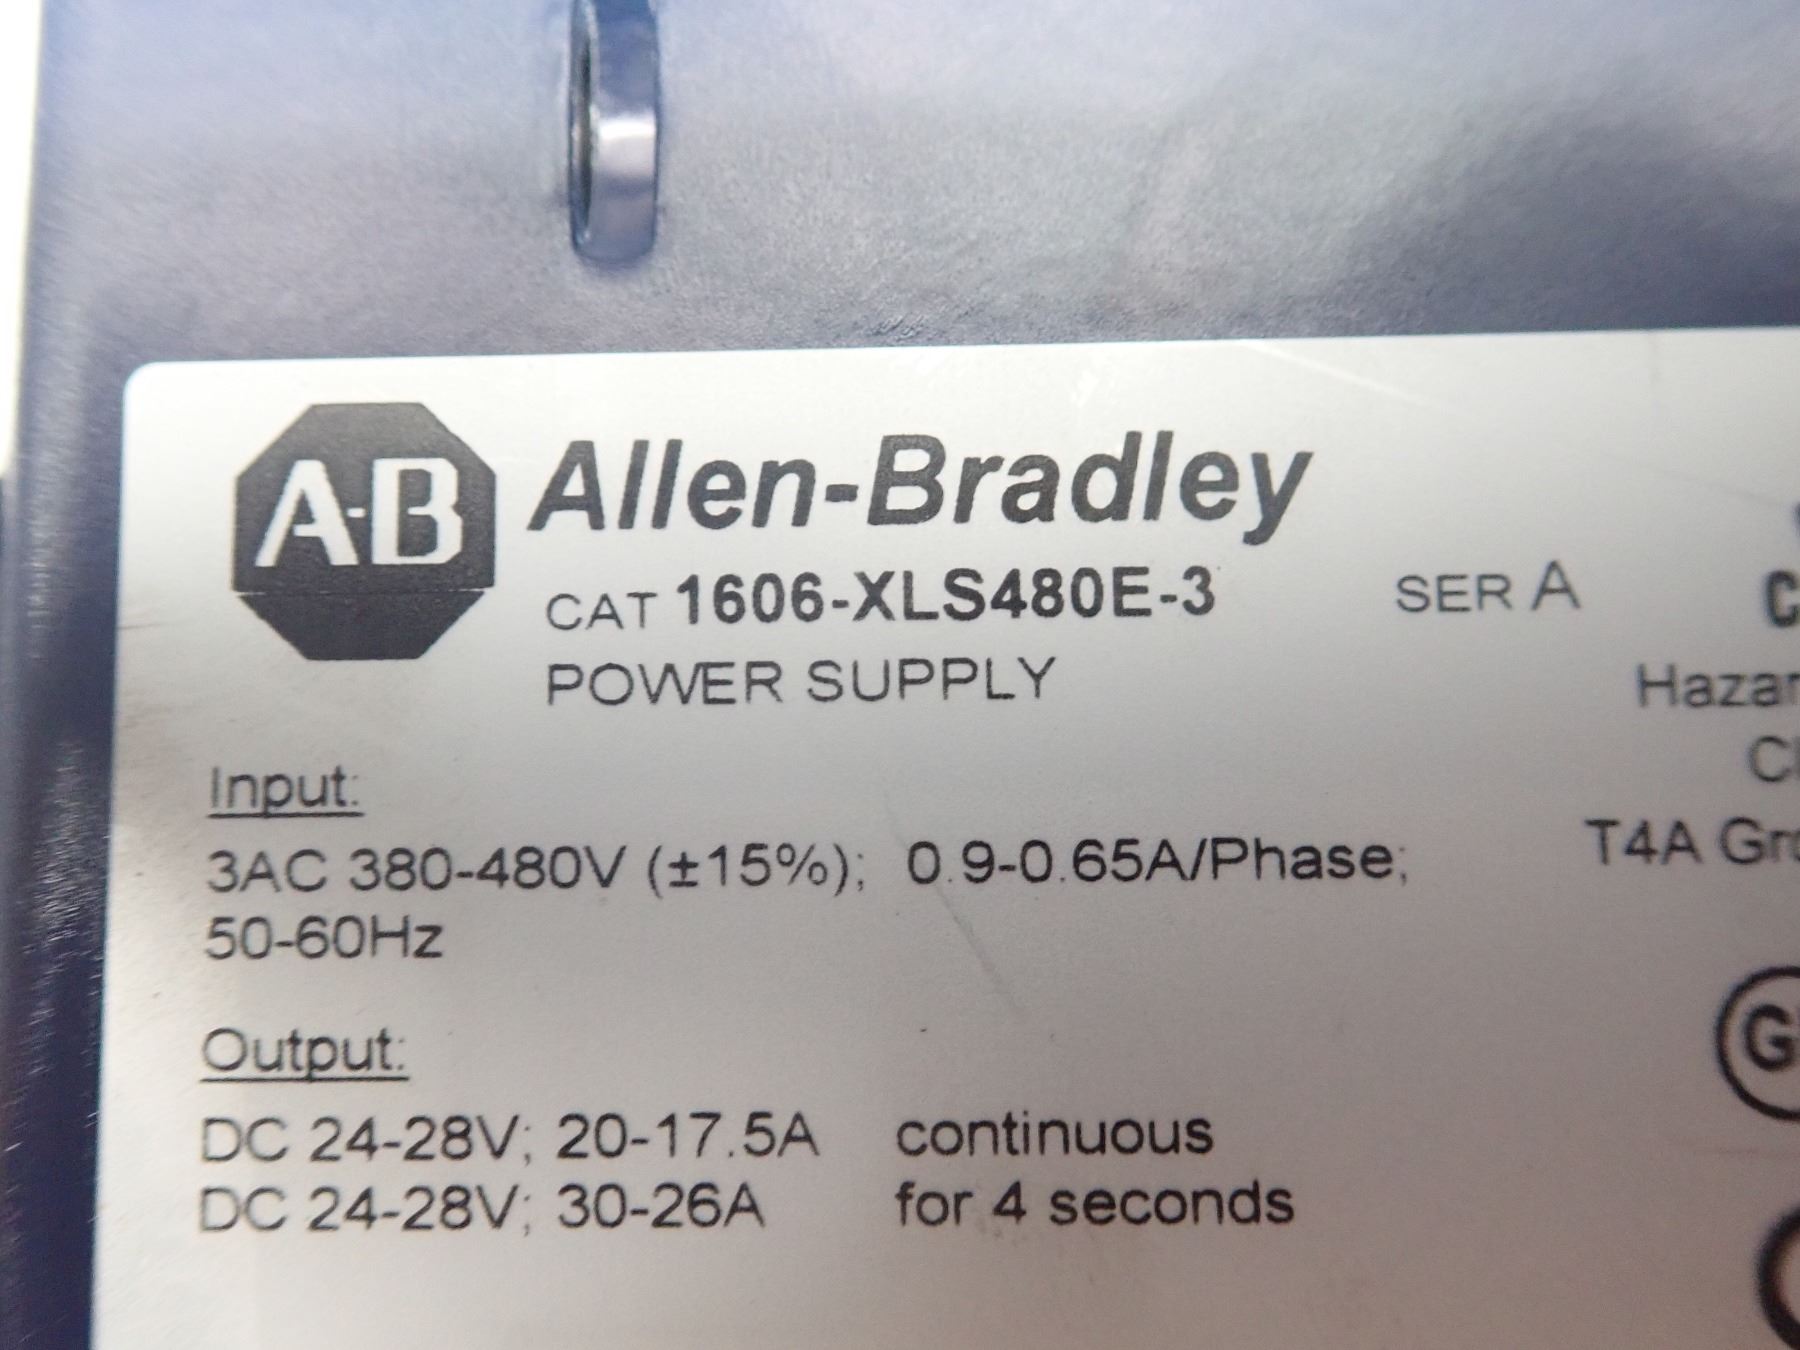 A-B Allen-Bradley
CAT 1606-XLS480E-3 SER A
POWER SUPPLY
Input:
3AC 380-480V (±15%); 0.9-0.65A/Phase;
50-60Hz
Output:
DC 24-28V; 20-17.5A continuous
DC 24-28V; 30-26A for 4 seconds
T4A